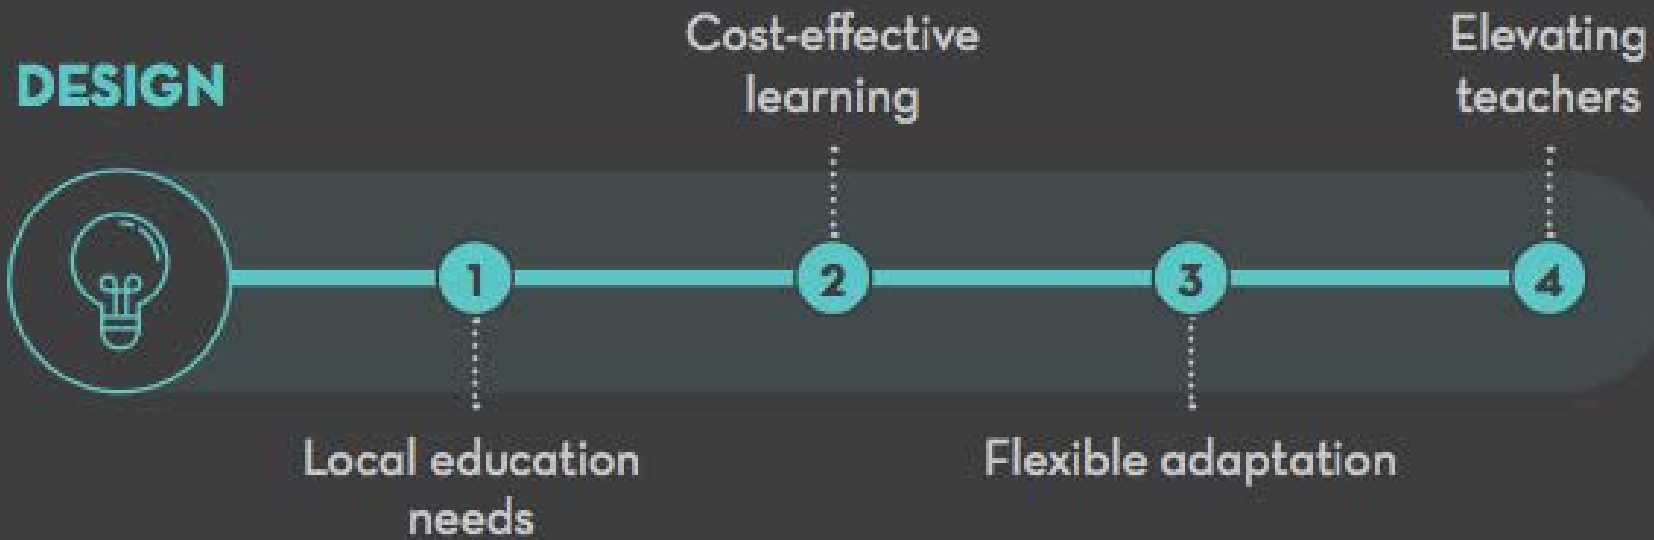 DESIGN
1
Local education
needs
2
Cost-effective
learning
3
Flexible adaptation
4
Elevating
teachers